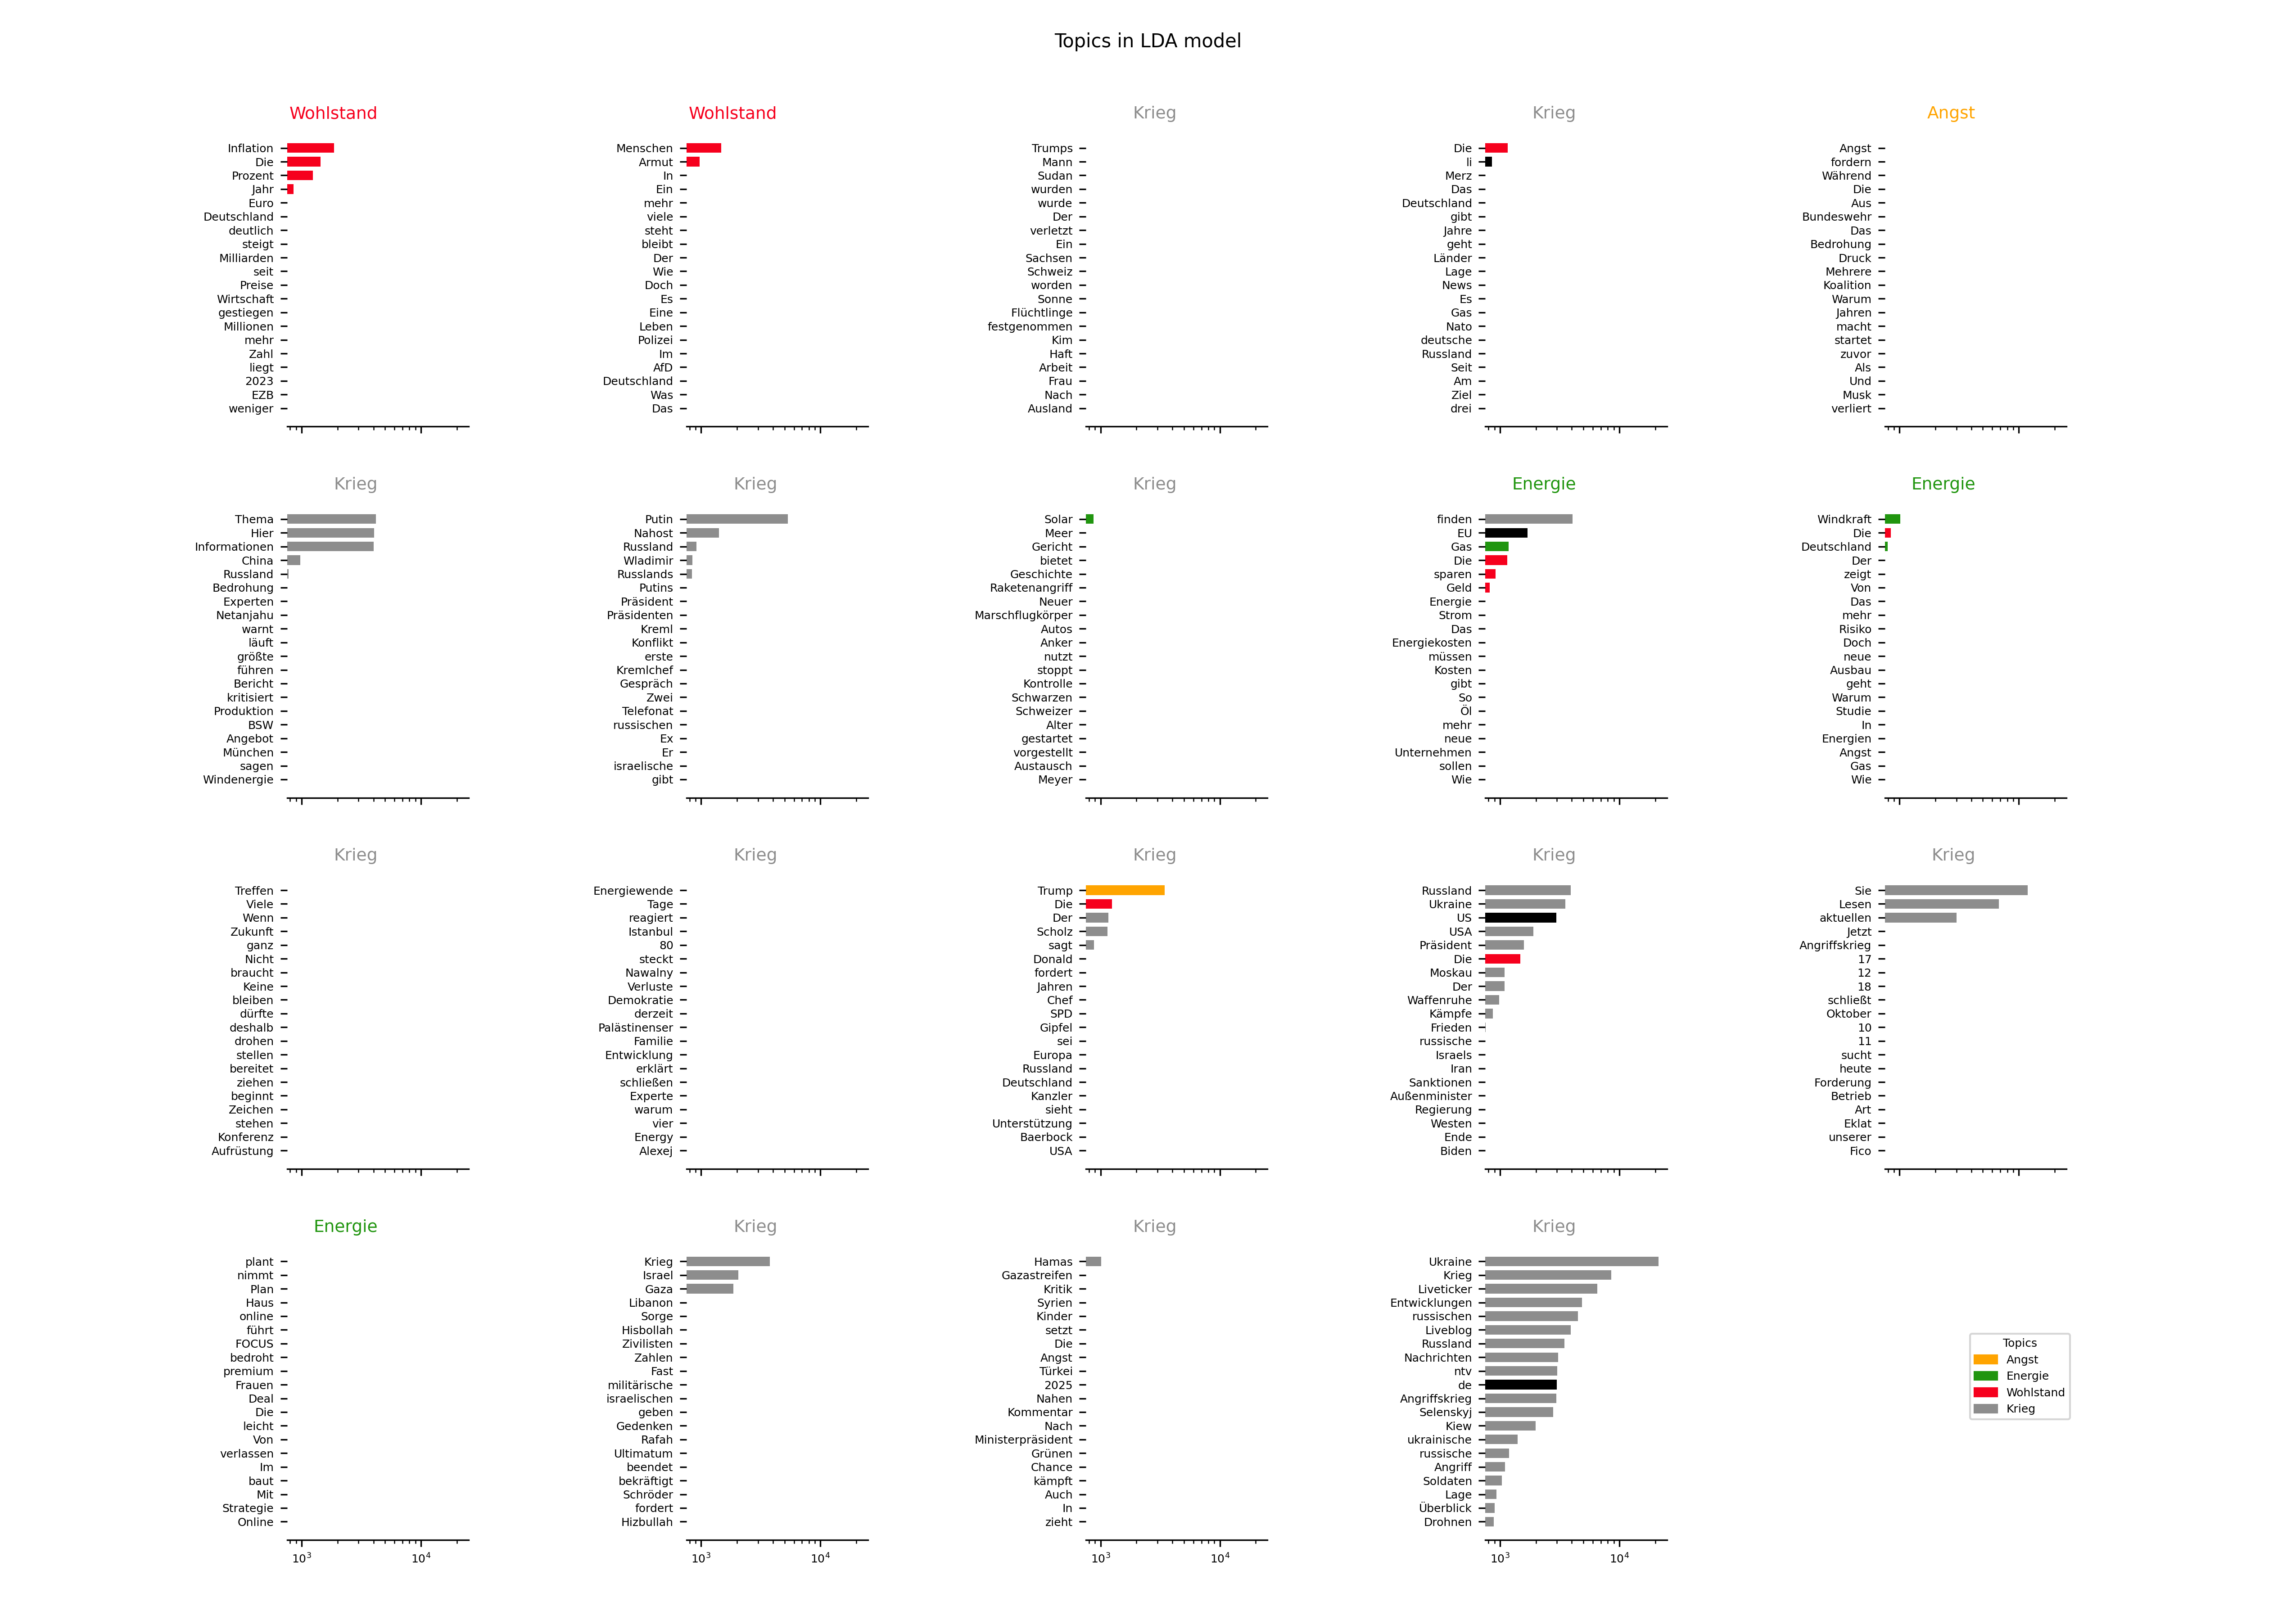 Topics in LDA model
Wohlstand
Inflation
Die
Prozent
Jahr
Euro
Deutschland
deutlich
steigt
Milliarden
seit
Preise
Wirtschaft
gestiegen
Millionen
mehr
Zahl
liegt
2023
EZB
weniger
Wohlstand
Menschen
Armut
In
Ein
mehr
viele
steht
bleibt
Der
Wie
Doch
Es
Eine
Leben
Polizei
Im
AfD
Deutschland
Was
Das
Krieg
Trumps
Mann
Sudan
wurden
wurde
Der
verletzt
Ein
Sachsen
Schweiz
worden
Sonne
Flüchtlinge
festgenommen
Kim
Haft
Arbeit
Frau
Nach
Ausland
Krieg
Die
li
Merz
Das
Deutschland
gibt
Jahre
geht
Länder
Lage
News
Es
Gas
Nato
deutsche
Russland
Seit
Am
Ziel
drei
Angst
Angst
fordern
Während
Die
Aus
Bundeswehr
Das
Bedrohung
Druck
Mehrere
Koalition
Warum
Jahren
macht
startet
zuvor
Als
Und
Musk
verliert
Krieg
Thema
Hier
Informationen
China
Russland
Bedrohung
Experten
Netanjahu
warnt
läuft
größte
führen
Bericht
kritisiert
Produktion
BSW
Angebot
München
sagen
Windenergie
Krieg
Putin
Nahost
Russland
Wladimir
Russlands
Putins
Präsident
Präsidenten
Kreml
Konflikt
erste
Kremlchef
Gespräch
Zwei
Telefonat
russischen
Ex
Er
israelische
gibt
Krieg
Solar
Meer
Gericht
bietet
Geschichte
Raketenangriff
Neuer
Marschflugkörper
Autos
Anker
nutzt
stoppt
Kontrolle
Schwarzen
Schweizer
Alter
gestartet
vorgestellt
Austausch
Meyer
Energie
finden
EU
Gas
Die
sparen
Geld
Energie
Strom
Das
Energiekosten
müssen
Kosten
gibt
So
Öl
mehr
neue
Unternehmen
sollen
Wie
Energie
Windkraft
Die
Deutschland
Der
zeigt
Von
Das
mehr
Risiko
Doch
neue
Ausbau
geht
Warum
Studie
In
Energien
Angst
Gas
Wie
Krieg
Treffen
Viele
Wenn
Zukunft
ganz
Nicht
braucht
Keine
bleiben
dürfte
deshalb
drohen
stellen
bereitet
ziehen
beginnt
Zeichen
stehen
Konferenz
Aufrüstung
Krieg
Energiewende
Tage
reagiert
Istanbul
80
steckt
Nawalny
Verluste
Demokratie
derzeit
Palästinenser
Familie
Entwicklung
erklärt
schließen
Experte
warum
vier
Energy
Alexej
Krieg
Trump
Die
Der
Scholz
sagt
Donald
fordert
Jahren
Chef
SPD
Gipfel
sei
Europa
Russland
Deutschland
Kanzler
sieht
Unterstützung
Baerbock
USA
Krieg
Russland
Ukraine
US
USA
Präsident
Die
Moskau
Der
Waffenruhe
Kämpfe
Frieden
russische
Israels
Iran
Sanktionen
Außenminister
Regierung
Westen
Ende
Biden
Krieg
Sie
Lesen
aktuellen
Jetzt
Angriffskrieg
17
12
18
schließt
Oktober
10
11
sucht
heute
Forderung
Betrieb
Art
Eklat
unserer
Fico
Energie
plant
nimmt
Plan
Haus
online
führt
FOCUS
bedroht
premium
Frauen
Deal
Die
leicht
Von
verlassen
Im
baut
Mit
Strategie
Online
10³ 10⁴
Krieg
Krieg
Israel
Gaza
Libanon
Sorge
Hisbollah
Zivilisten
Zahlen
Fast
militärische
israelischen
geben
Gedenken
Rafah
Ultimatum
beendet
bekräftigt
Schröder
fordert
Hizbullah
10³ 10⁴
Krieg
Hamas
Gazastreifen
Kritik
Syrien
Kinder
setzt
Die
Angst
Türkei
2025
Nahen
Kommentar
Nach
Ministerpräsident
Grünen
Chance
kämpft
Auch
In
zieht
10³ 10⁴
Krieg
Ukraine
Krieg
Liveticker
Entwicklungen
russischen
Liveblog
Russland
Nachrichten
ntv
de
Angriffskrieg
Selenskyj
Kiew
ukrainische
russische
Angriff
Soldaten
Lage
Überblick
Drohnen
10³ 10⁴
Topics
Angst
Energie
Wohlstand
Krieg